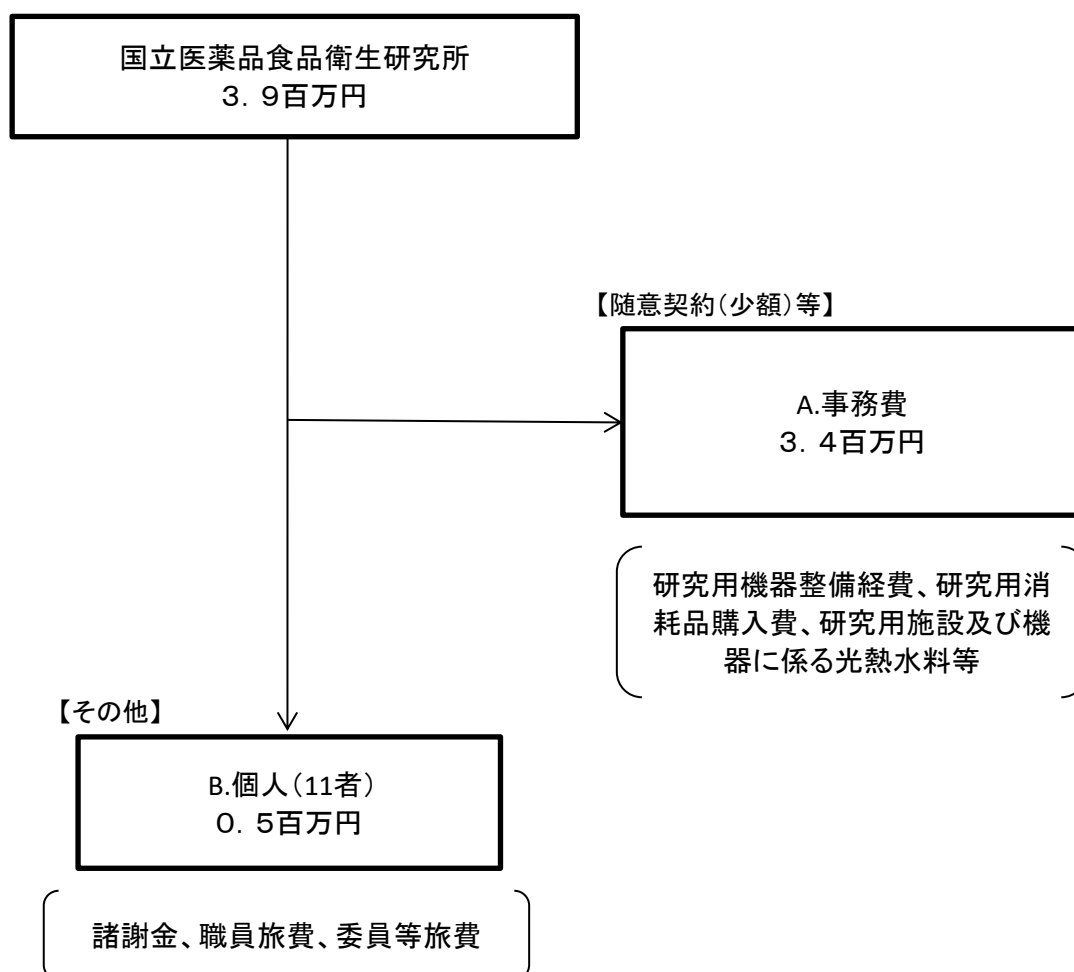 国立医薬品食品衛生研究所
３．９百万円
【随意契約（少額）等】
A.事務費
３．４百万円
研究用機器整備経費、研究用消
耗品購入費、研究用施設及び機
器に係る光熱水料等
【その他】
B.個人（11者）
０．５百万円
諸謝金、職員旅費、委員等旅費